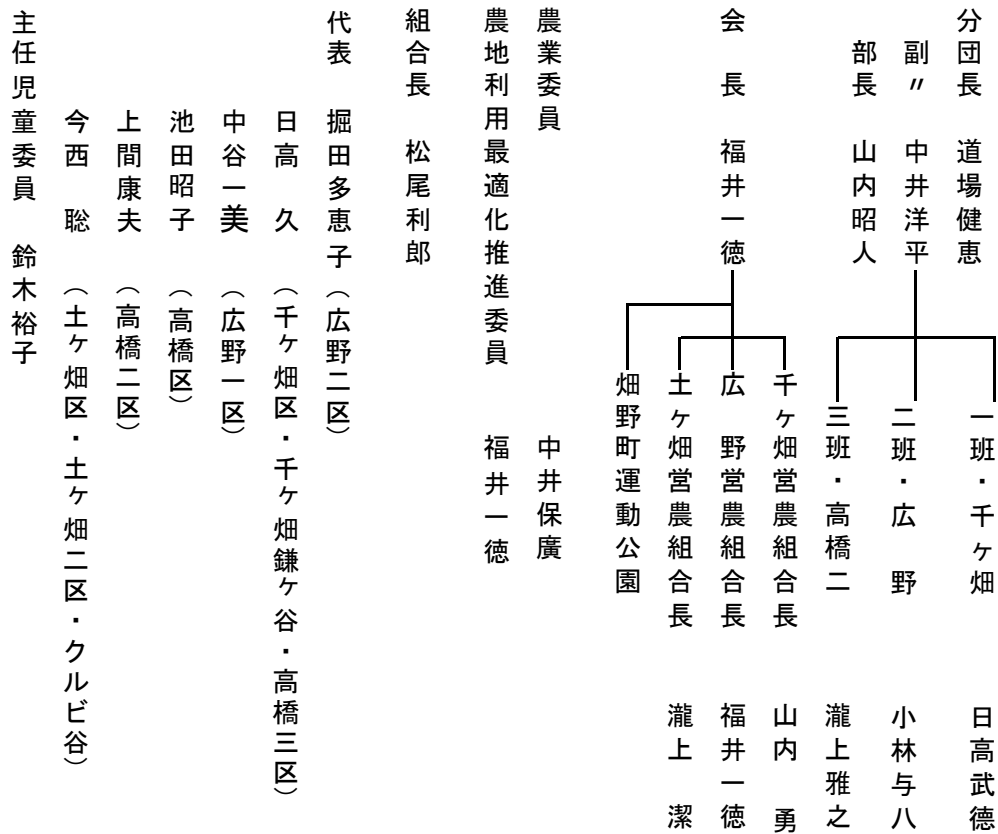 分団長　道場健恵
副〃　中井洋平
部長　山内昭人
一班・千ヶ畑　日高武徳
二班・広　野　小林与八
三班・高橋二　瀧上雅之
会　長　福井一徳
千ヶ畑営農組合長　山内　勇
広　野営農組合長　福井一徳
土ヶ畑営農組合長　瀧上　潔
畑野町運動公園
農業委員　中井保廣
農地利用最適化推進委員　福井一徳
組合長　松尾利郎
代表　掘田多恵子（広野二区）
日高　久（千ヶ畑区・千ヶ畑鎌ヶ谷・高橋三区）
中谷一美（広野一区）
池田昭子（高橋区）
上間康夫（高橋二区）
今西　聡（土ヶ畑区・土ヶ畑二区・クルビ谷）
主任児童委員　鈴木裕子